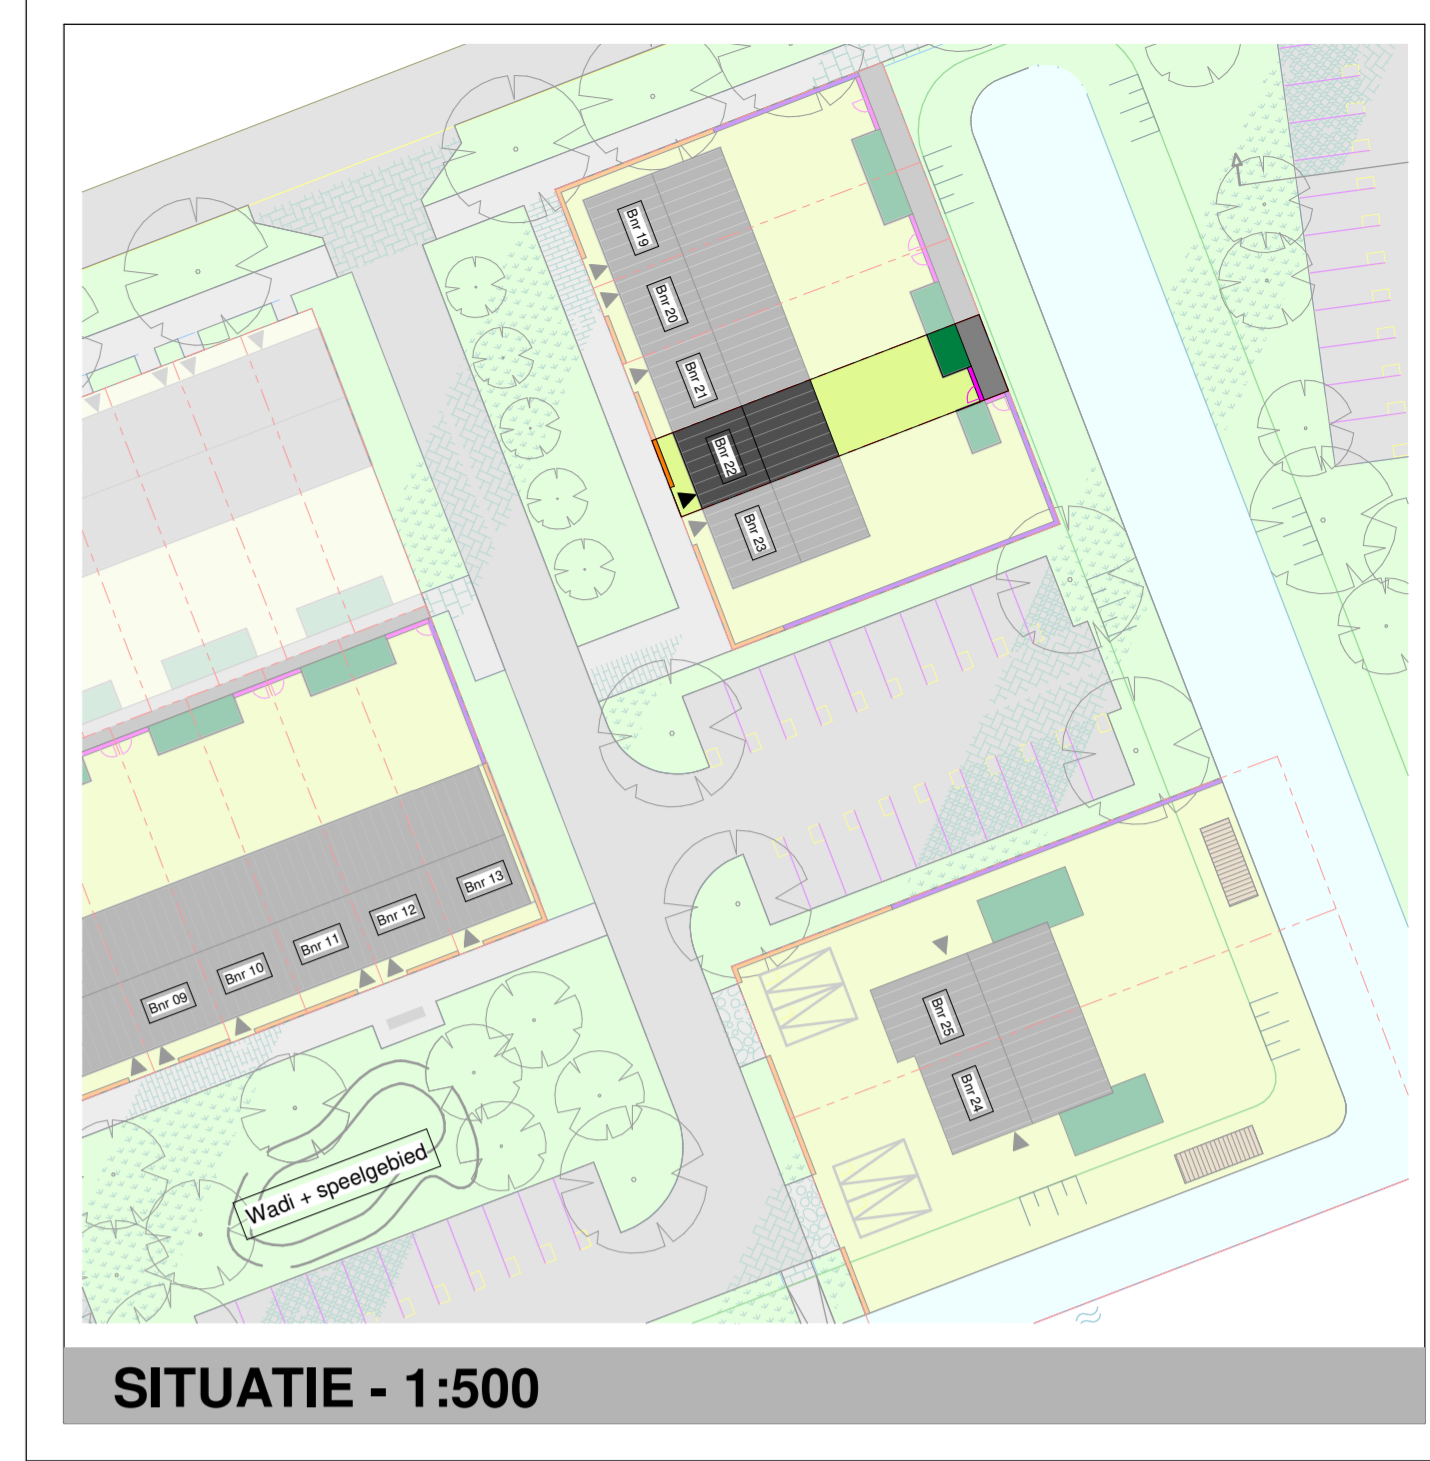 Bnr 19
Bnr 20
Bnr 21
Bnr 22
Bnr 23
Bnr 13
Bnr 12
Bnr 11
Bnr 10
Bnr 09
Bnr 25
Bnr 24
Wadi + speelgebied
SITUATIE - 1:500